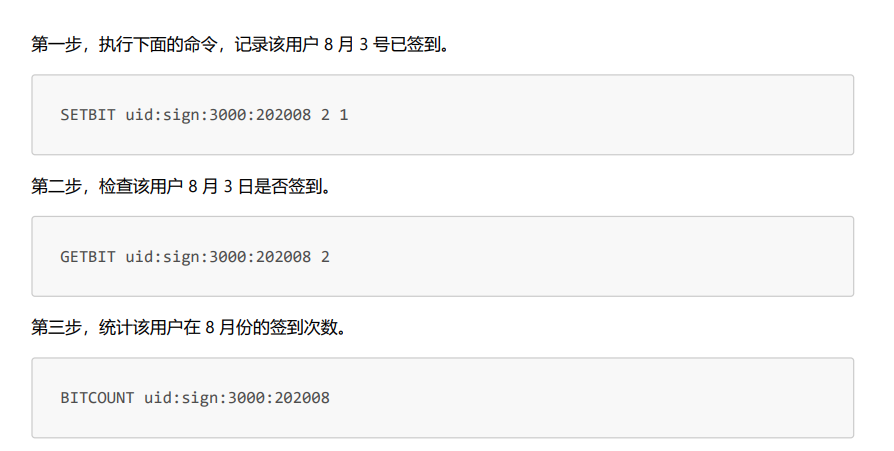 第一步，执行下面的命令，记录该用户 8 月 3 号已签到。
SETBIT uid:sign:3000:202008 2 1
第二步，检查该用户 8 月 3 日是否签到。
GETBIT uid:sign:3000:202008 2
第三步，统计该用户在 8 月份的签到次数。
BITCOUNT uid:sign:3000:202008